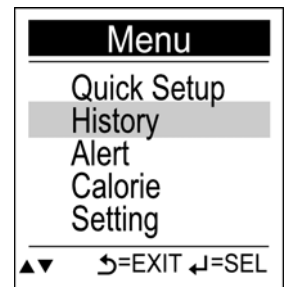 Menu
Quick Setup
History
Alert
Calorie
Setting
▲▼ ⮌=EXIT ↵=SEL